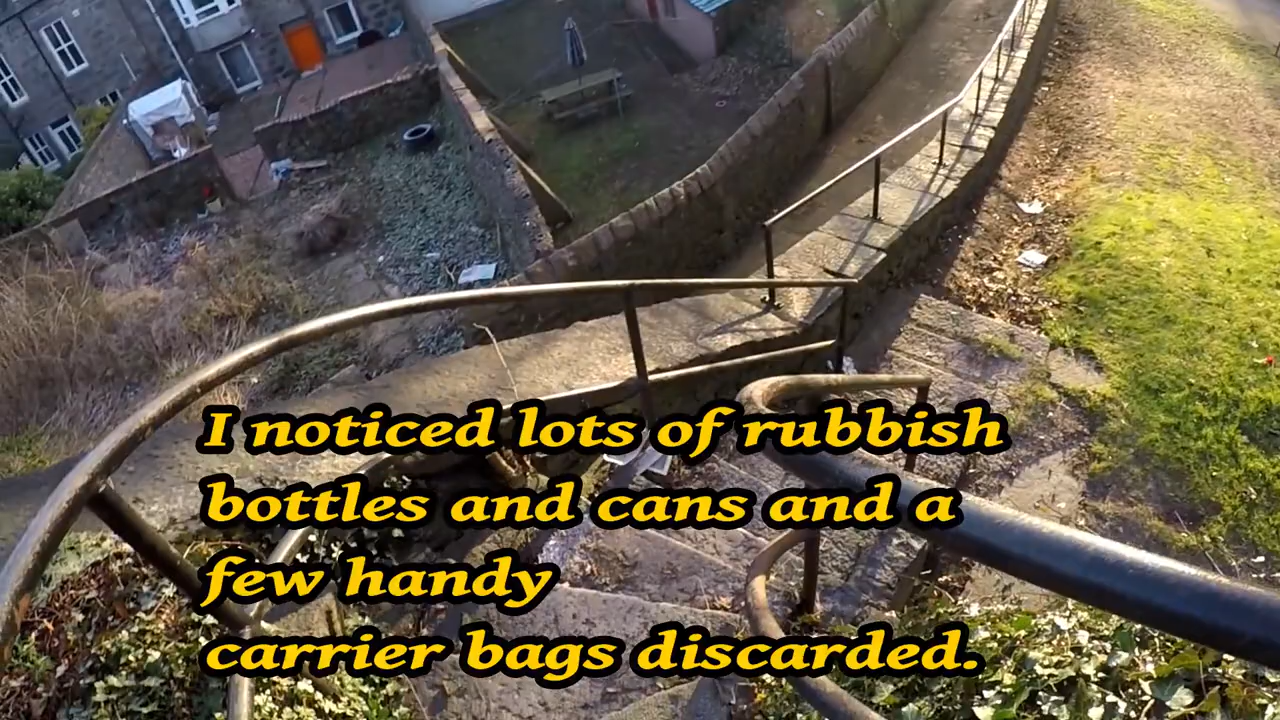 I noticed lots of rubbish
bottles and cans and a
few handy
carrier bags discarded.